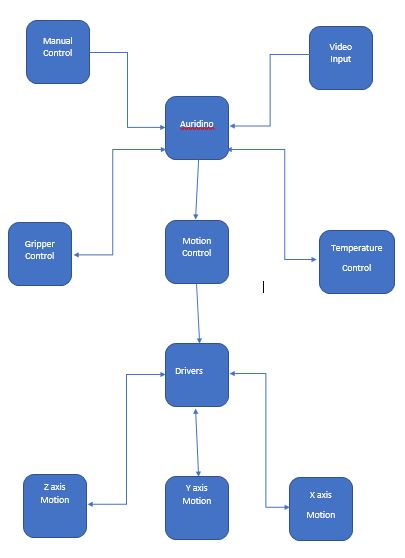 Manual
Control
Video
Input
Auridino
Gripper
Control
Motion
Control
Temperature
Control
Drivers
Z axis
Motion
Y axis
Motion
X axis
Motion